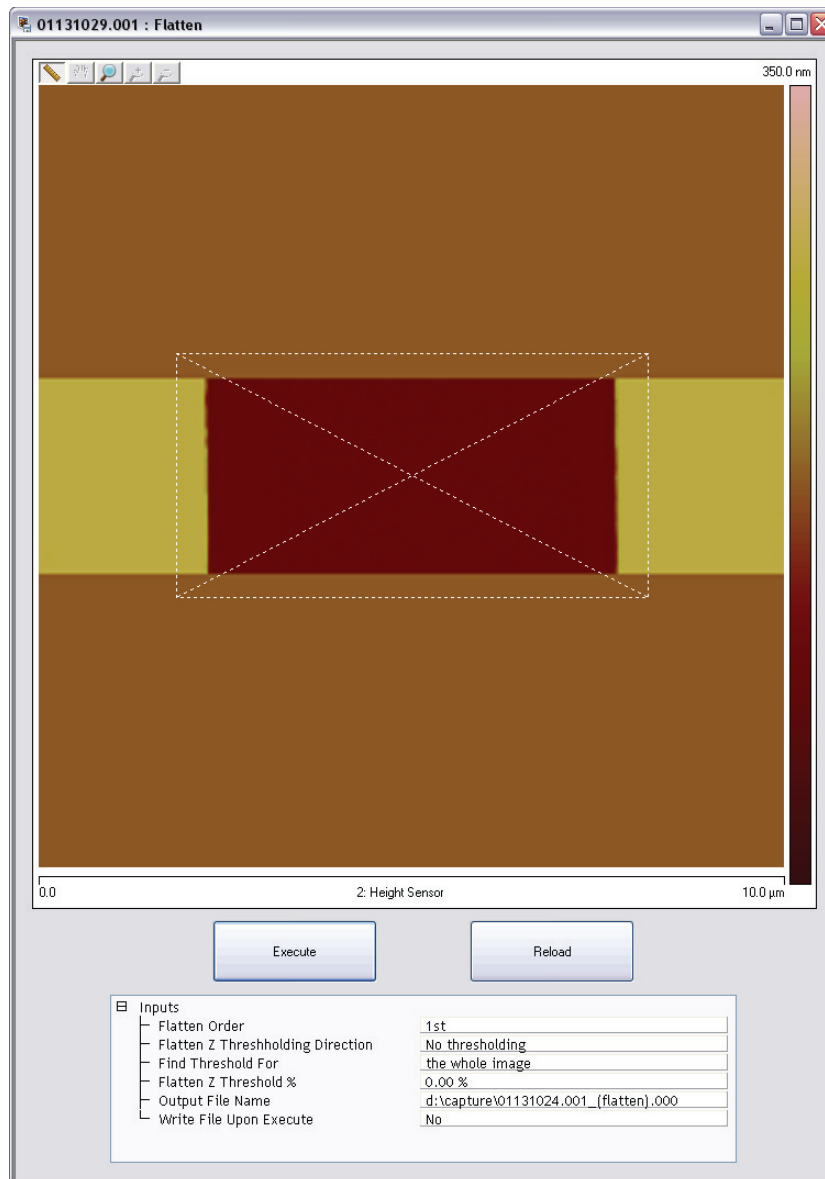 01131029.001 : Flatten
350.0 nm
0.0 2: Height Sensor 10.0 µm
Execute Reload
Inputs
Flatten Order 1st
Flatten Z Threshholding Direction No thresholding
Find Threshold For the whole image
Flatten Z Threshold % 0.00 %
Output File Name d:\capture\01131024.001_(flatten).000
Write File Upon Execute No